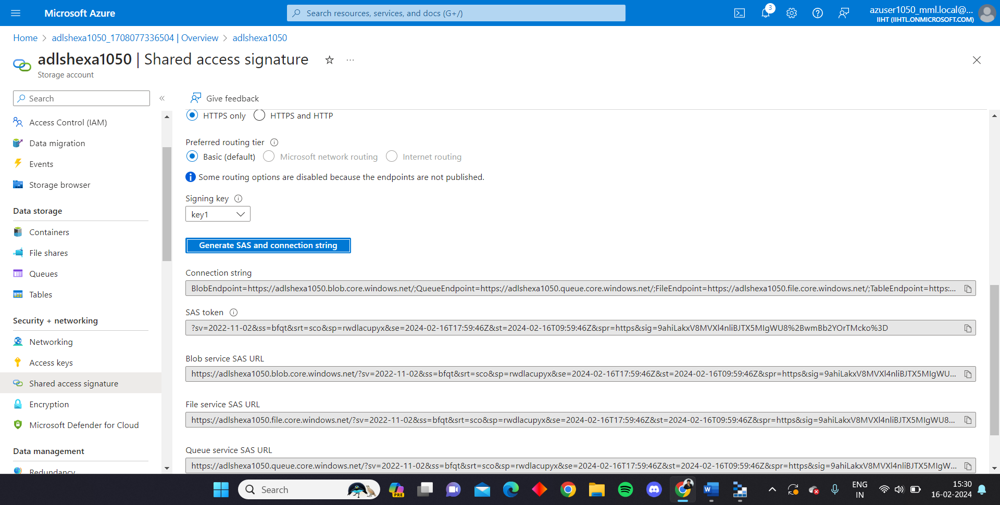 Microsoft Azure
Search resources, services, and docs (G+/)
3
azuser1050_mml.local@...
IIHT (IIHTL.ONMICROSOFT.COM)
Home > adlshexa1050_1708077336504 | Overview > adlshexa1050
adlshexa1050 | Shared access signature
Storage account
Search
Give feedback
Access Control (IAM)
Data migration
Events
Storage browser
Data storage
Containers
File shares
Queues
Tables
Security + networking
Networking
Access keys
Shared access signature
Encryption
Microsoft Defender for Cloud
Data management
Redundancy
HTTPS only HTTPS and HTTP
Preferred routing tier
Basic (default) Microsoft network routing Internet routing
Some routing options are disabled because the endpoints are not published.
Signing key
key1
Generate SAS and connection string
Connection string
BlobEndpoint=https://adlshexa1050.blob.core.windows.net/;QueueEndpoint=https://adlshexa1050.queue.core.windows.net/;FileEndpoint=https://adlshexa1050.file.core.windows.net/;TableEndpoint=https:...
SAS token
?sv=2022-11-02&ss=bfqt&srt=sco&sp=rwdlacupyx&se=2024-02-16T17:59:46Z&st=2024-02-16T09:59:46Z&spr=https&sig=9ahiLakxV8MVXl4nliBJTX5MIgWU8%2BwmBb2YOrTMcko%3D
Blob service SAS URL
https://adlshexa1050.blob.core.windows.net/?sv=2022-11-02&ss=bfqt&srt=sco&sp=rwdlacupyx&se=2024-02-16T17:59:46Z&st=2024-02-16T09:59:46Z&spr=https&sig=9ahiLakxV8MVXl4nliBJTX5MIgWU...
File service SAS URL
https://adlshexa1050.file.core.windows.net/?sv=2022-11-02&ss=bfqt&srt=sco&sp=rwdlacupyx&se=2024-02-16T17:59:46Z&st=2024-02-16T09:59:46Z&spr=https&sig=9ahiLakxV8MVXl4nliBJTX5MIgWU8...
Queue service SAS URL
https://adlshexa1050.queue.core.windows.net/?sv=2022-11-02&ss=bfqt&srt=sco&sp=rwdlacupyx&se=2024-02-16T17:59:46Z&st=2024-02-16T09:59:46Z&spr=https&sig=9ahiLakxV8MVXl4nliBJTX5MIgW...
Search
PRE
ENG
IN
15:30
16-02-2024